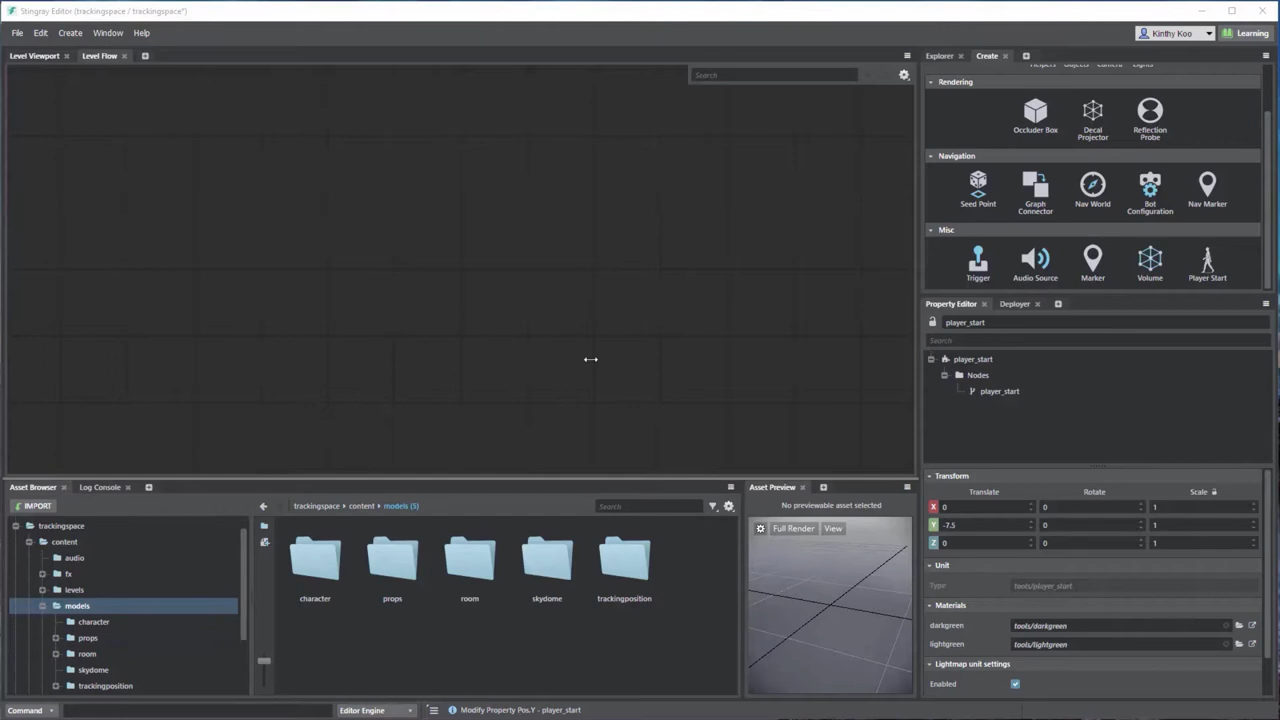 Stingray Editor (trackingspace / trackingspace*)
File Edit Create Window Help
Kinthy Koo
Learning
Level Viewport
Level Flow
Search
Explorer
Create
Rendering
Occluder Box
Decal Projector
Reflection Probe
Navigation
Seed Point
Graph Connector
Nav World
Bot Configuration
Nav Marker
Misc
Trigger
Audio Source
Marker
Volume
Player Start
Property Editor
Deployer
player_start
Search
player_start
Nodes
player_start
Transform
Translate Rotate Scale
X 0 0 1
Y -7.5 0 1
Z 0 0 1
Unit
Type tools/player_start
Materials
darkgreen tools/darkgreen
lightgreen tools/lightgreen
Lightmap unit settings
Enabled
Asset Browser
Log Console
IMPORT
trackingspace
content
audio
fx
levels
models
character
props
room
skydome
trackingposition
trackingspace content models (5)
Search
character
props
room
skydome
trackingposition
Asset Preview
No previewable asset selected
Full Render View
Command
Editor Engine
Modify Property Pos.Y - player_start